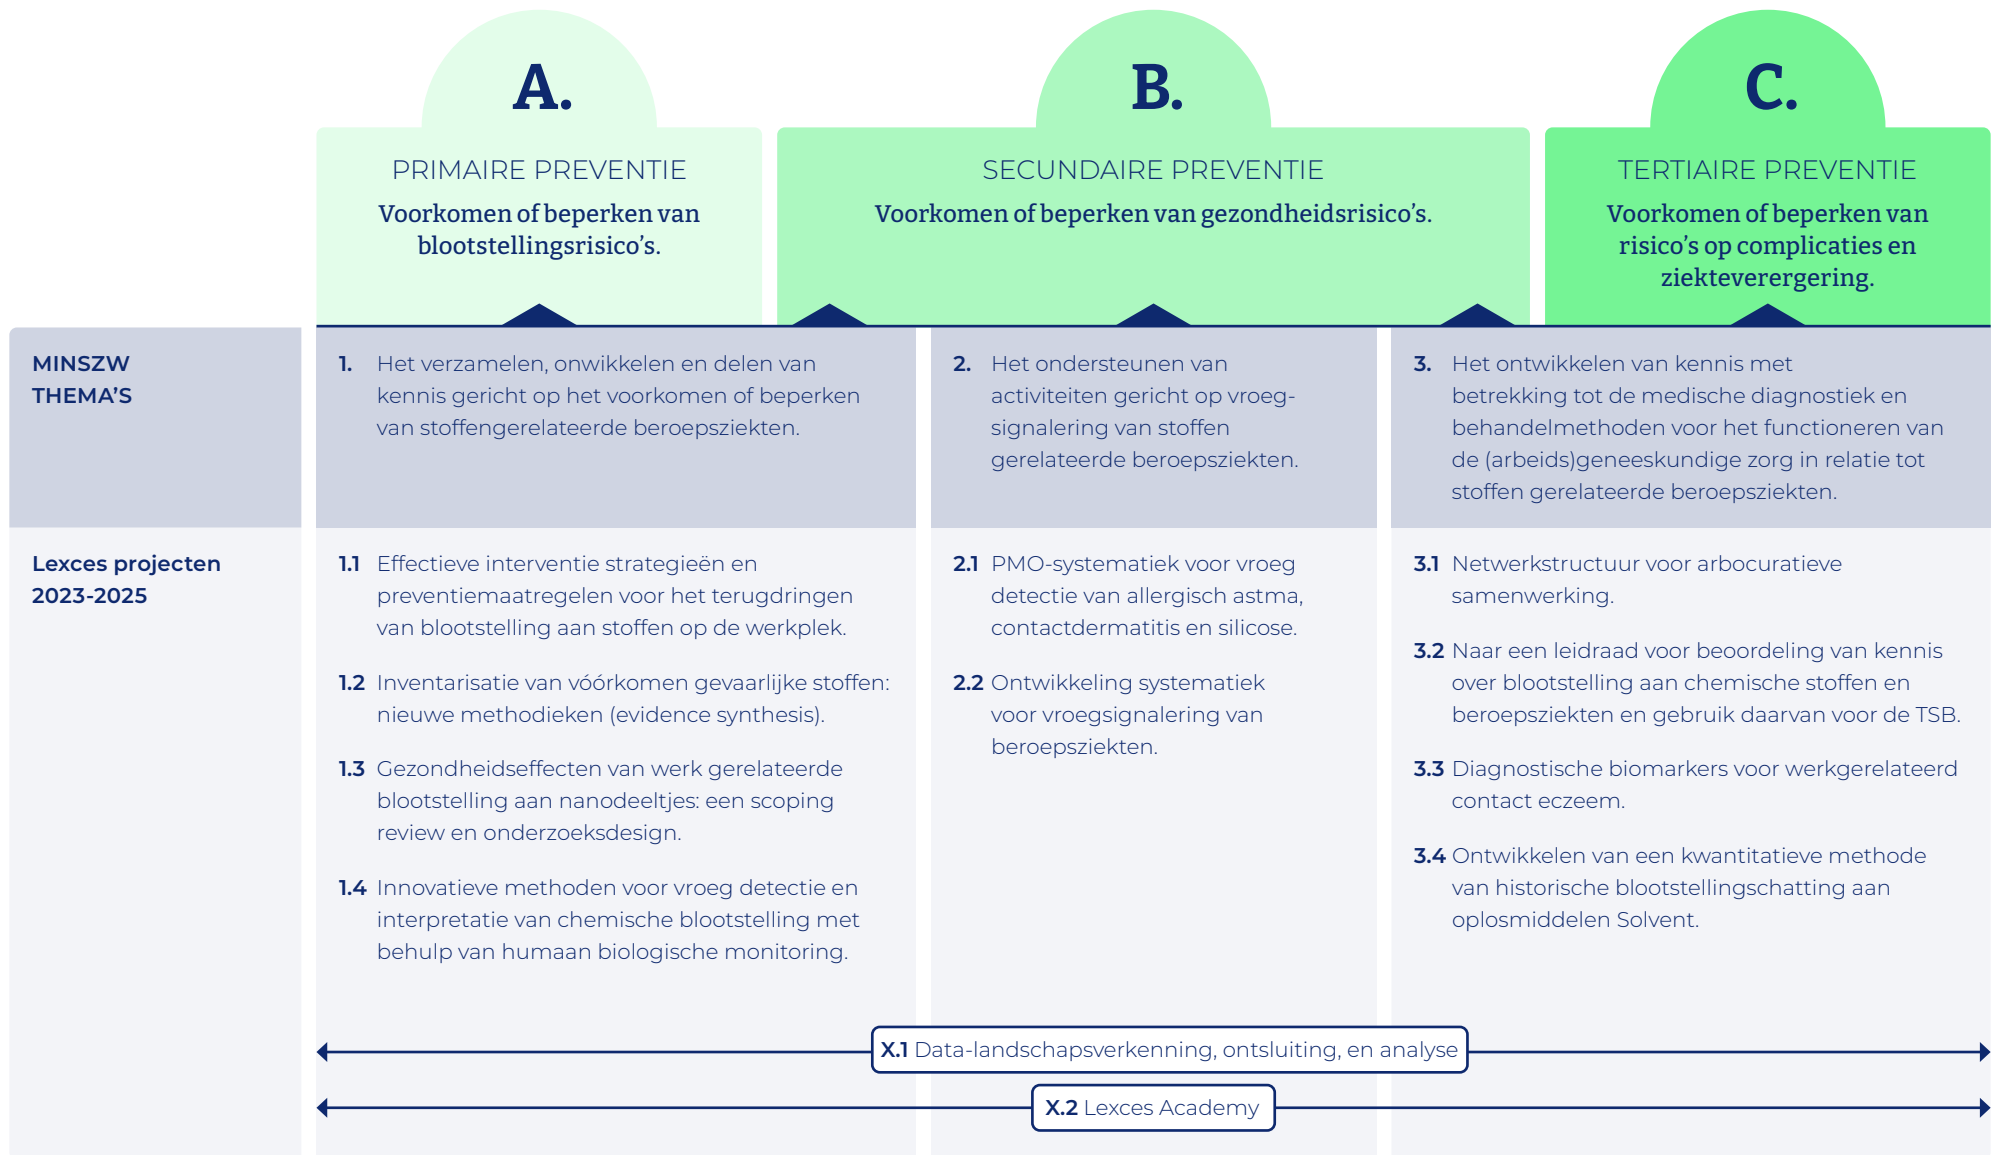 A.
PRIMAIRE PREVENTIE
Voorkomen of beperken van
blootstellingsrisico’s.
B.
SECUNDAIRE PREVENTIE
Voorkomen of beperken van gezondheidsrisico’s.
C.
TERTIAIRE PREVENTIE
Voorkomen of beperken van
risico’s op complicaties en
ziekteverergering.
MINSZW
THEMA’S
1. Het verzamelen, onwikkelen en delen van
kennis gericht op het voorkomen of beperken
van stoffengerelateerde beroepsziekten.
2. Het ondersteunen van
activiteiten gericht op vroeg-
signalering van stoffen
gerelateerde beroepsziekten.
3. Het ontwikkelen van kennis met
betrekking tot de medische diagnostiek en
behandelmethoden voor het functioneren van
de (arbeids)geneeskundige zorg in relatie tot
stoffen gerelateerde beroepsziekten.
Lexces projecten
2023-2025
1.1 Effectieve interventie strategieën en
preventiemaatregelen voor het terugdringen
van blootstelling aan stoffen op de werkplek.
1.2 Inventarisatie van vóórkomen gevaarlijke stoffen:
nieuwe methodieken (evidence synthesis).
1.3 Gezondheidseffecten van werk gerelateerde
blootstelling aan nanodeeltjes: een scoping
review en onderzoeksdesign.
1.4 Innovatieve methoden voor vroeg detectie en
interpretatie van chemische blootstelling met
behulp van humaan biologische monitoring.
2.1 PMO-systematiek voor vroeg
detectie van allergisch astma,
contactdermatitis en silicose.
2.2 Ontwikkeling systematiek
voor vroegsignalering van
beroepsziekten.
3.1 Netwerkstructuur voor arbocuratieve
samenwerking.
3.2 Naar een leidraad voor beoordeling van kennis
over blootstelling aan chemische stoffen en
beroepsziekten en gebruik daarvan voor de TSB.
3.3 Diagnostische biomarkers voor werkgerelateerd
contact eczeem.
3.4 Ontwikkelen van een kwantitatieve methode
van historische blootstellingschatting aan
oplosmiddelen Solvent.
X.1 Data-landschapsverkenning, ontsluiting, en analyse
X.2 Lexces Academy